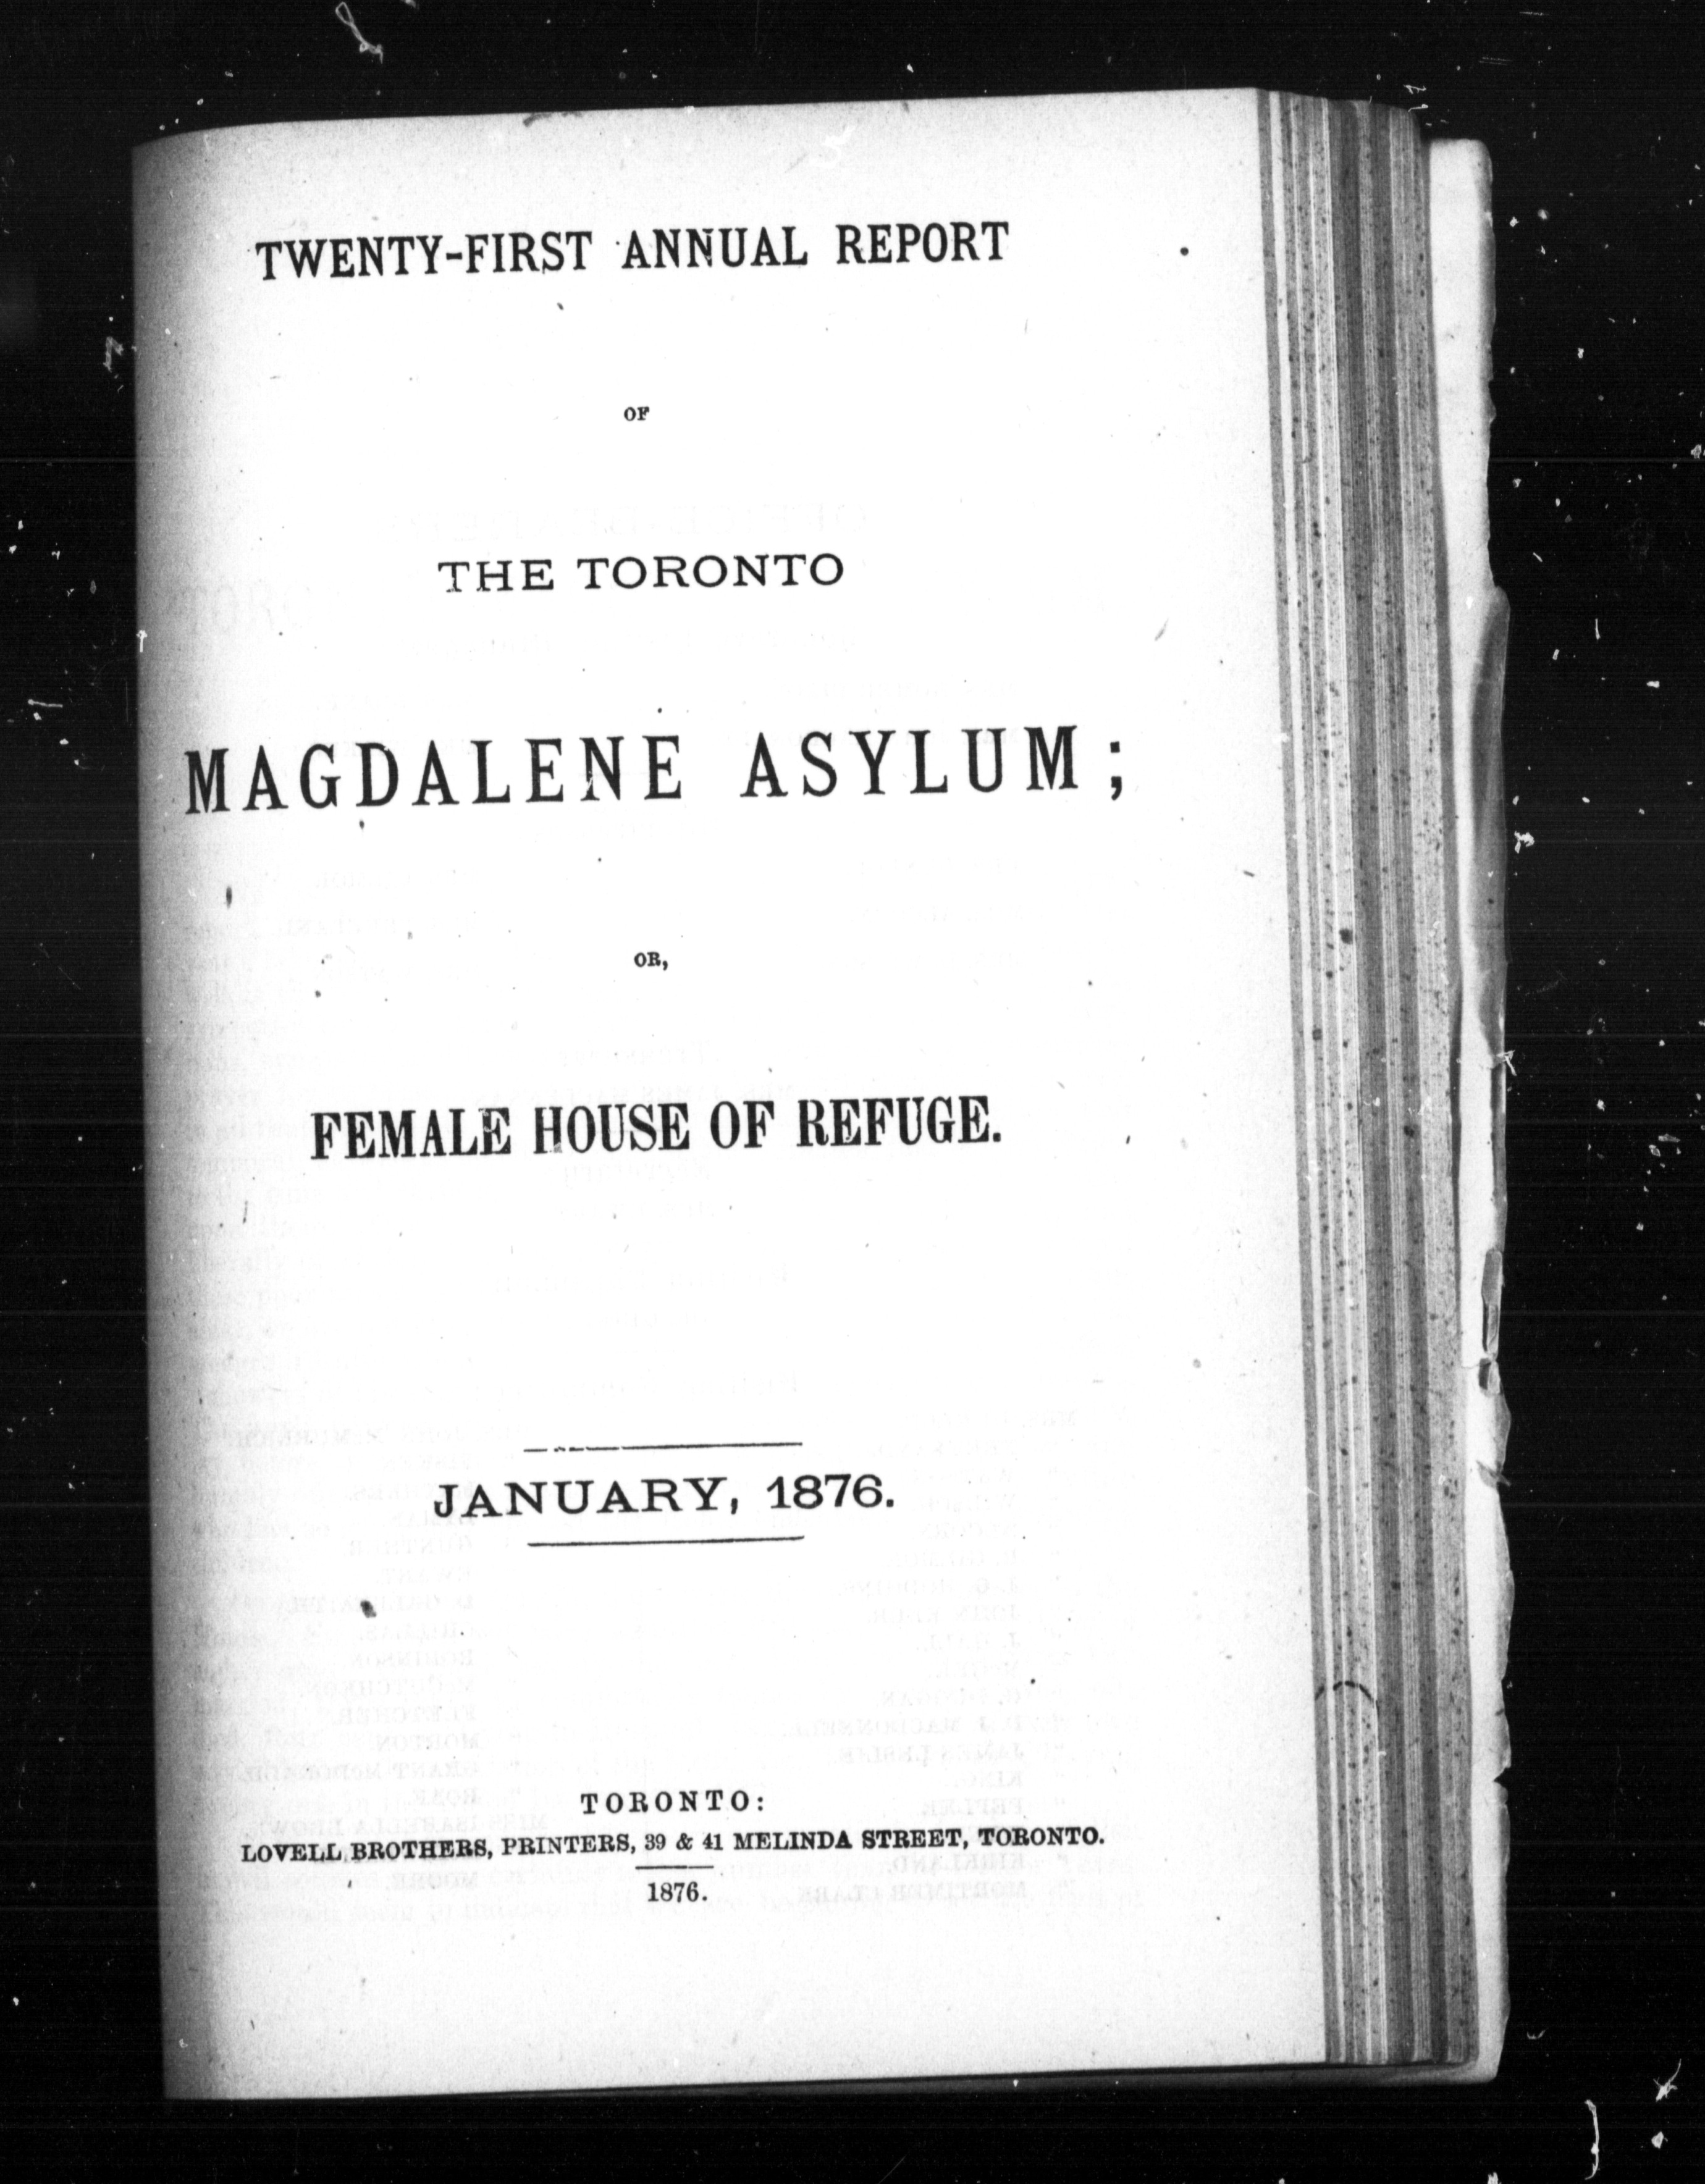 TWENTY-FIRST ANNUAL REPORT
OF
THE TORONTO
MAGDALENE ASYLUM;
OR,
FEMALE HOUSE OF REFUGE.
JANUARY, 1876.
TORONTO:
LOVELL BROTHERS, PRINTERS, 39 & 41 MELINDA STREET, TORONTO.
1876.